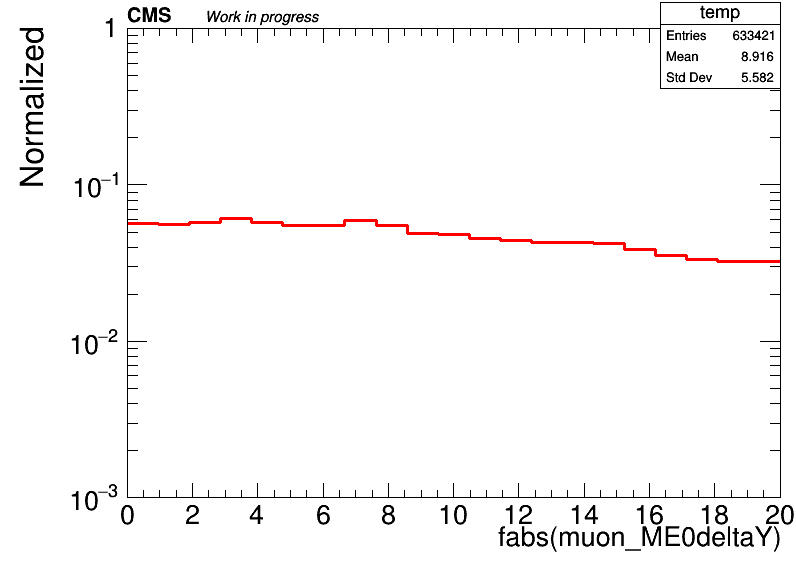 CMS Work in progress
temp
Entries 633421
Mean 8.916
Std Dev 5.582
Normalized
1
10−1
10−2
10−3
0 2 4 6 8 10 12 14 16 18 20
fabs(muon_ME0deltaY)